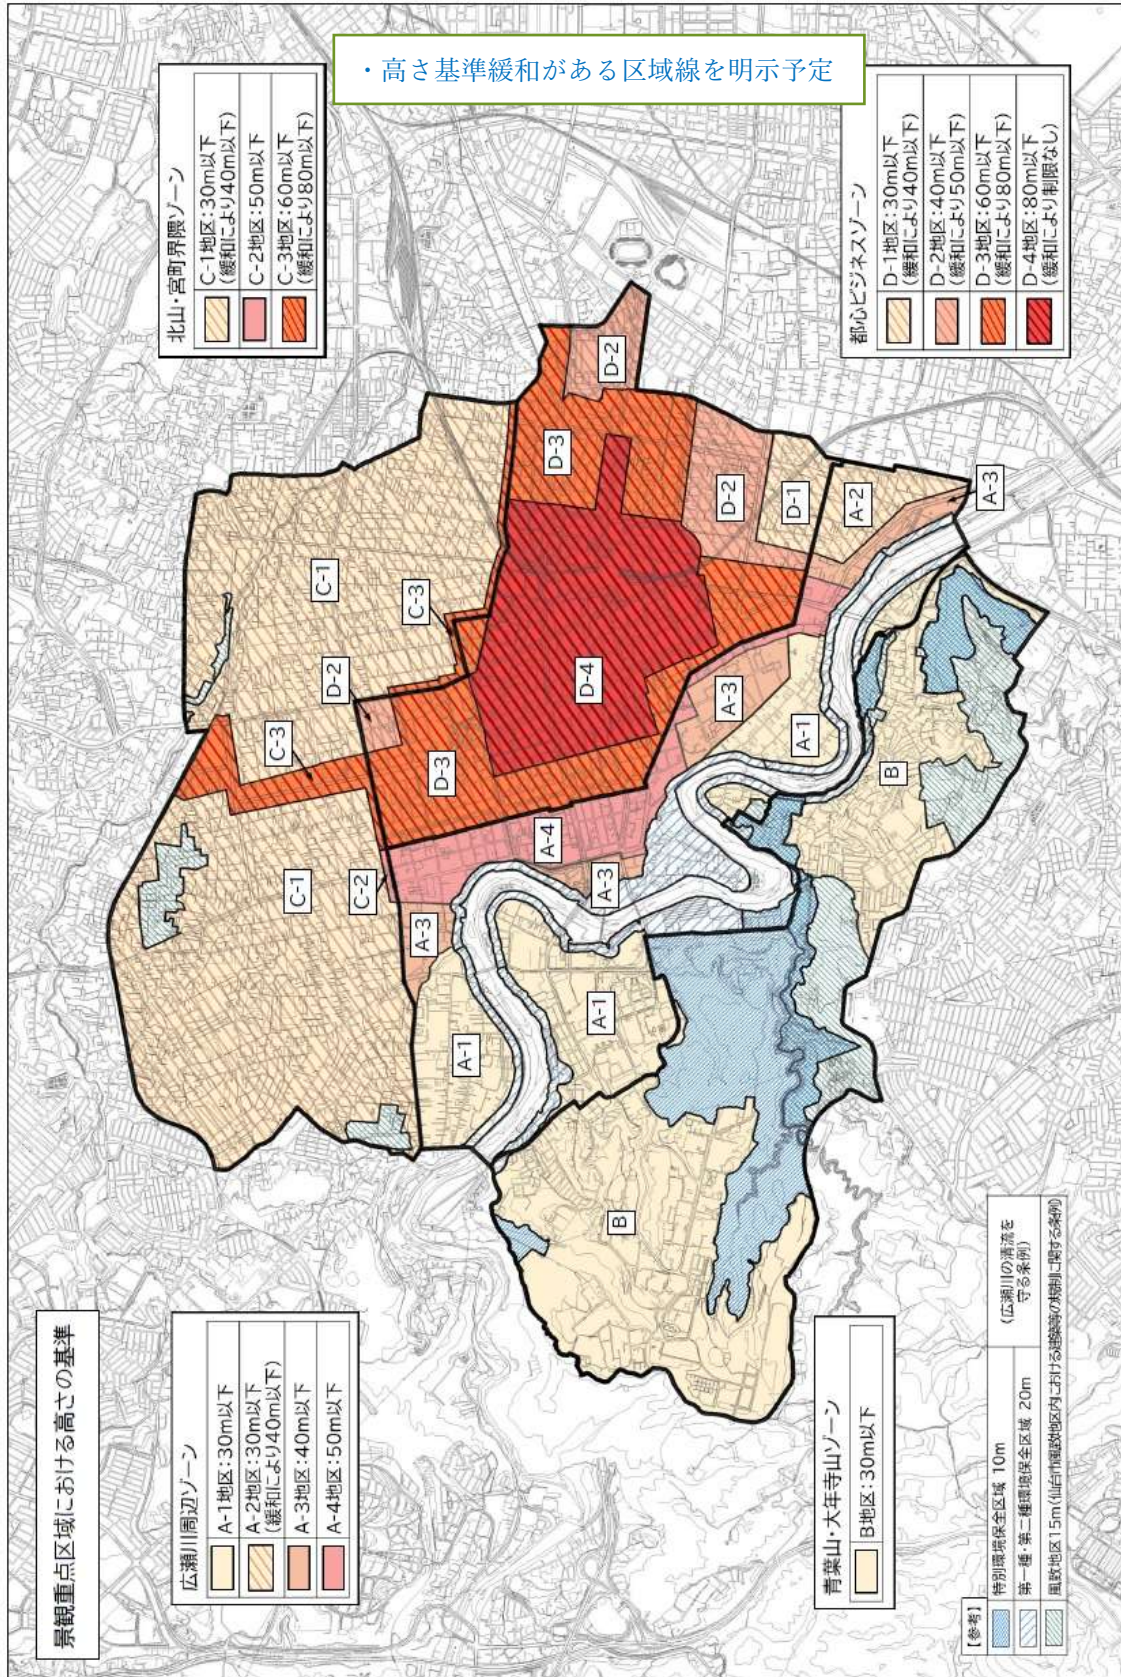 ・高さ基準緩和がある区域線を明示予定
景観重点区域における高さの基準
広瀬川周辺ゾーン
A-1地区:30m以下
A-2地区:30m以下
(緩和により40m以下)
A-3地区:40m以下
A-4地区:50m以下
北山・宮町界隈ゾーン
C-1地区:30m以下
(緩和により40m以下)
C-2地区:50m以下
C-3地区:60m以下
(緩和により80m以下)
青葉山・大年寺山ゾーン
B地区:30m以下
都心ビジネスゾーン
D-1地区:30m以下
(緩和により40m以下)
D-2地区:40m以下
(緩和により50m以下)
D-3地区:60m以下
(緩和により80m以下)
D-4地区:80m以下
(緩和により制限なし)
【参考】
特別環境保全区域 10m
第一種・第二種環境保全区域 20m
(広瀬川の清流を
守る条例)
風致地区15m(仙台市風致地区内における建築等の規制に関する条例)
C-1
C-1
C-3
C-3
C-2
D-2
D-3
D-4
D-3
D-2
D-2
D-1
A-2
A-3
A-3
A-1
A-4
A-3
A-3
A-1
A-1
B
B